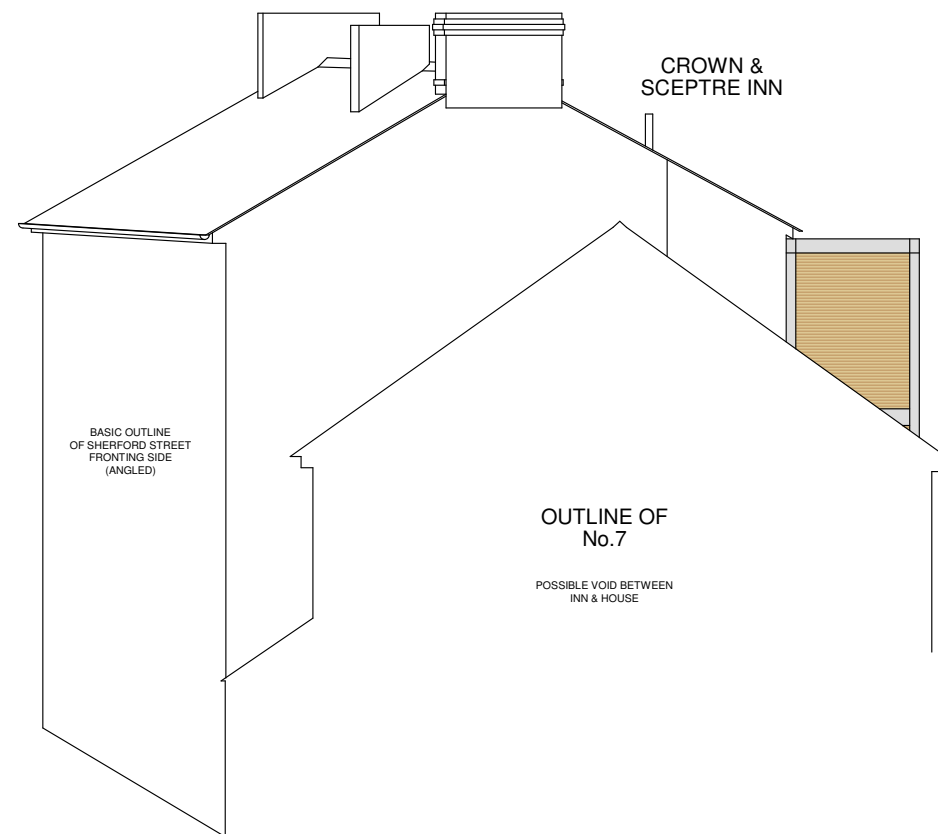 CROWN &
SCEPTRE INN
BASIC OUTLINE
OF SHERFORD STREET
FRONTING SIDE
(ANGLED)
OUTLINE OF
No.7
POSSIBLE VOID BETWEEN
INN & HOUSE